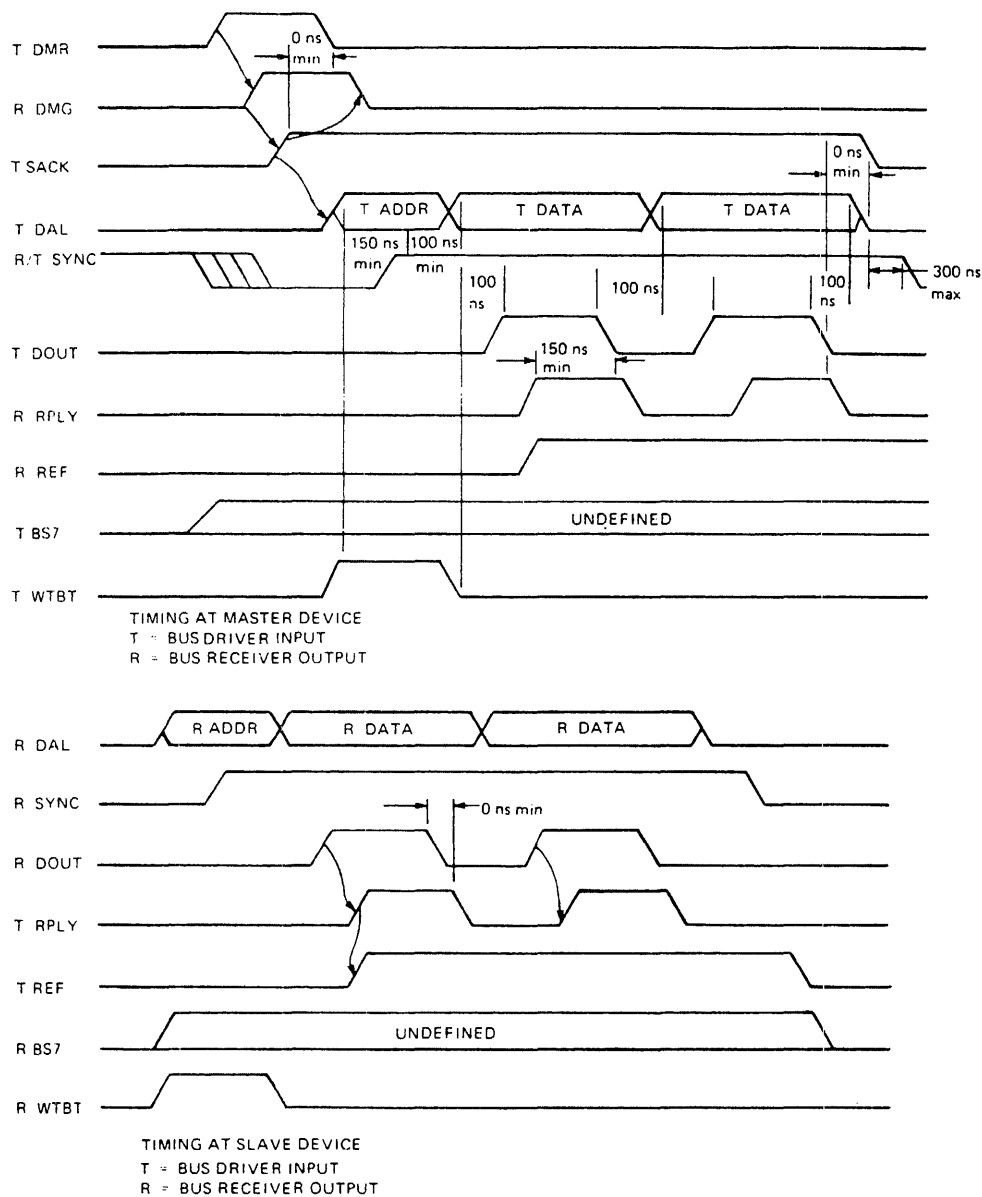 T DMR
0 ns
min
R DMG
T SACK
0 ns
min
T DAL
T ADDR
T DATA
T DATA
R/T SYNC
150 ns
min
100 ns
min
100
ns
100 ns
100
ns
300 ns
max
T DOUT
150 ns
min
R RPLY
R REF
T BS7
UNDEFINED
T WTBT
TIMING AT MASTER DEVICE
T = BUS DRIVER INPUT
R = BUS RECEIVER OUTPUT
R DAL
R ADDR
R DATA
R DATA
R SYNC
0 ns min
R DOUT
T RPLY
T REF
R BS7
UNDEFINED
R WTBT
TIMING AT SLAVE DEVICE
T = BUS DRIVER INPUT
R = BUS RECEIVER OUTPUT